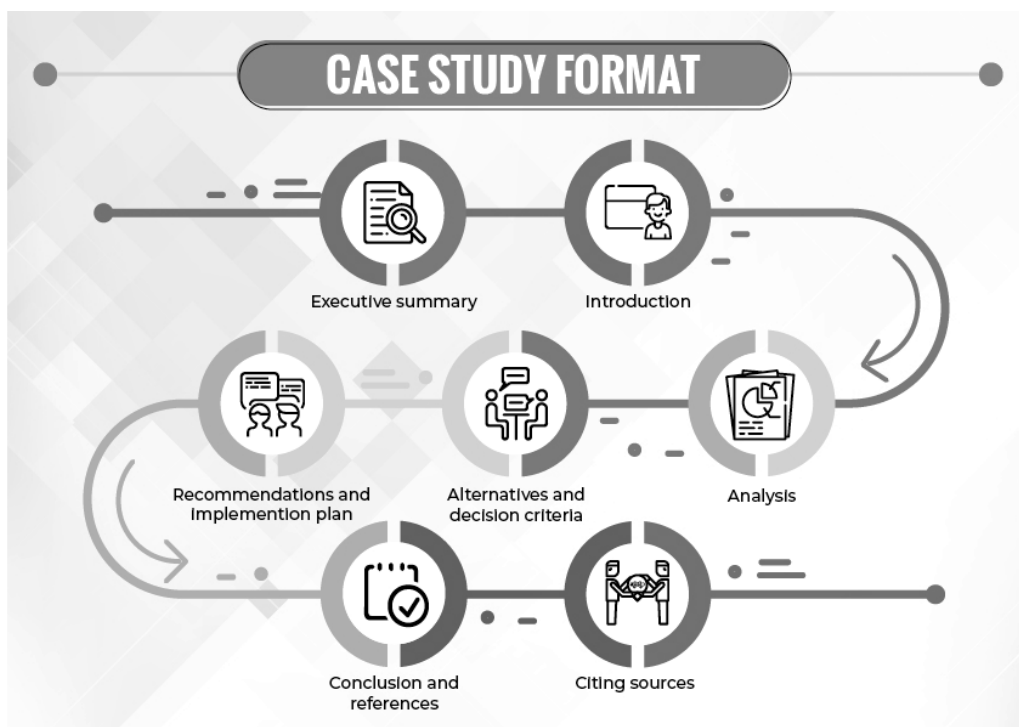 CASE STUDY FORMAT
Executive summary
Introduction
Analysis
Alternatives and
decision criteria
Recommendations and
implemention plan
Conclusion and
references
Citing sources